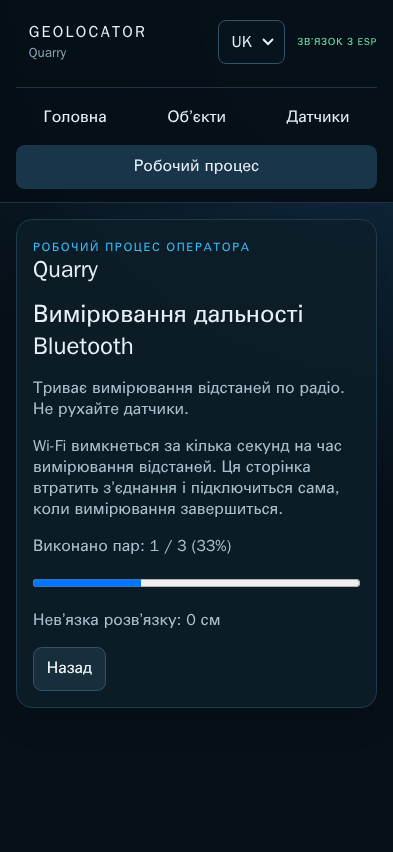 GEOLOCATOR
Quarry
UK
ЗВ'ЯЗОК З ESP
Головна
Об'єкти
Датчики
Робочий процес
РОБОЧИЙ ПРОЦЕС ОПЕРАТОРА
Quarry
Вимірювання дальності
Bluetooth
Триває вимірювання відстаней по радіо.
Не рухайте датчики.
Wi-Fi вимкнеться за кілька секунд на час
вимірювання відстаней. Ця сторінка
втратить з'єднання і підключиться сама,
коли вимірювання завершиться.
Виконано пар: 1 / 3 (33%)
Нев'язка розв'язку: 0 см
Назад